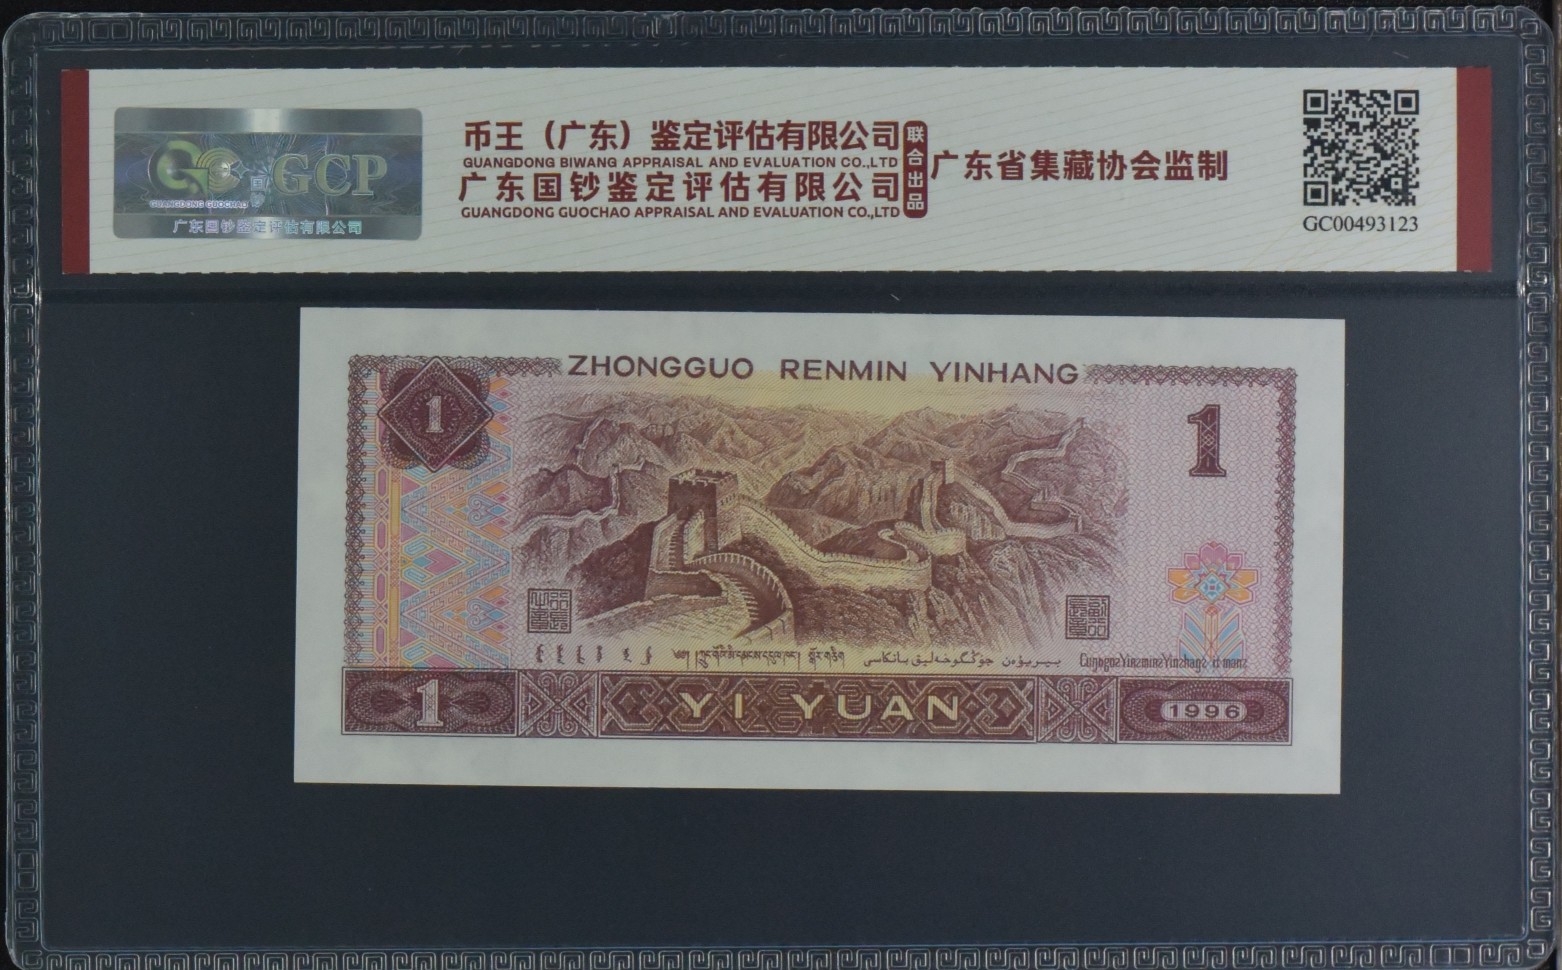 币王（广东）鉴定评估有限公司
GUANGDONG BIWANG APPRAISAL AND EVALUATION CO.,LTD
广东国钞鉴定评估有限公司
GUANGDONG GUOCHAO APPRAISAL AND EVALUATION CO.,LTD
联合出品
广东省集藏协会监制
GCP
GUANGDONG GUOCHAO
广东国钞鉴定评估有限公司
GC00493123
ZHONGGUO RENMIN YINHANG
1
1
1
YI YUAN
1996